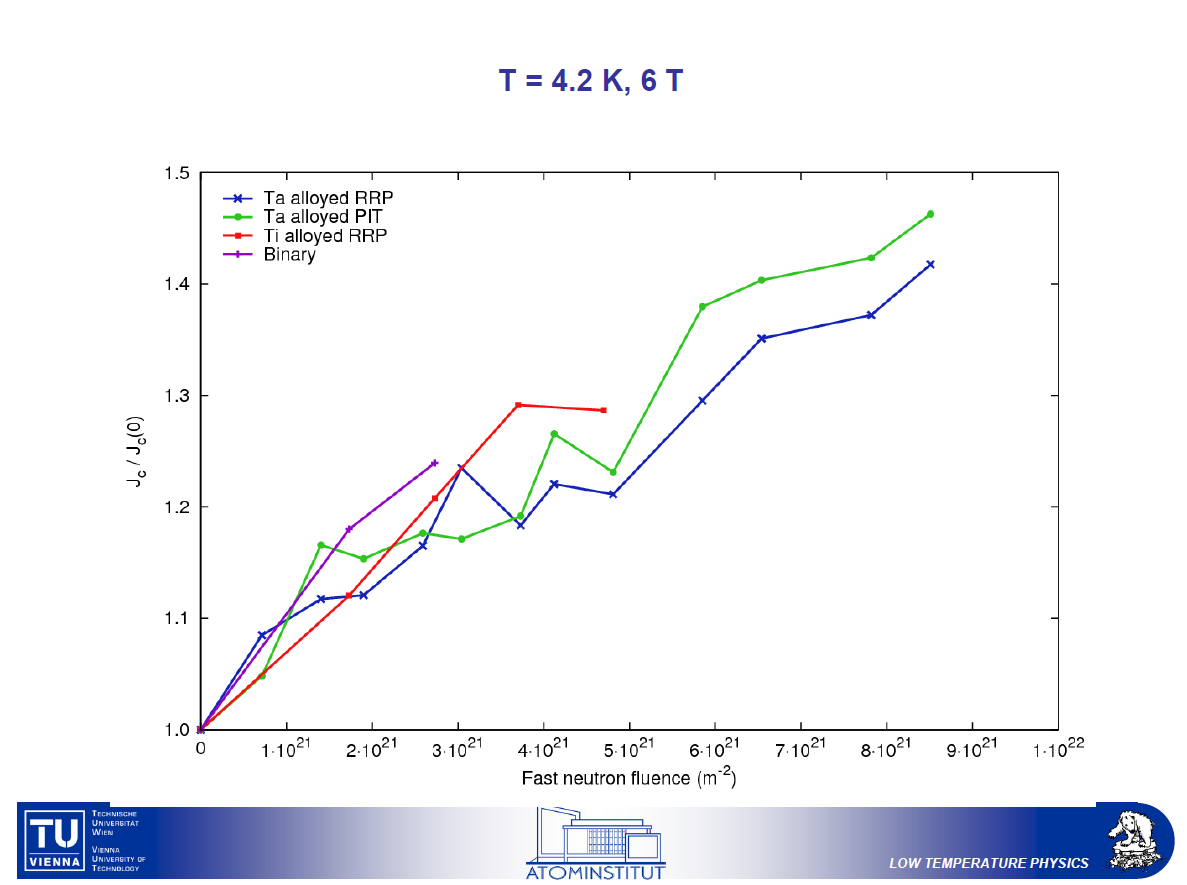 T = 4.2 K, 6 T
1.5
1.4
1.3
1.2
1.1
1.0
J_c / J_c(0)
Ta alloyed RRP
Ta alloyed PIT
Ti alloyed RRP
Binary
0
1·10^21
2·10^21
3·10^21
4·10^21
5·10^21
6·10^21
7·10^21
8·10^21
9·10^21
1·10^22
Fast neutron fluence (m^-2)
TU
VIENNA
TECHNISCHE
UNIVERSITÄT
WIEN
VIENNA
UNIVERSITY OF
TECHNOLOGY
ATOMINSTITUT
LOW TEMPERATURE PHYSICS